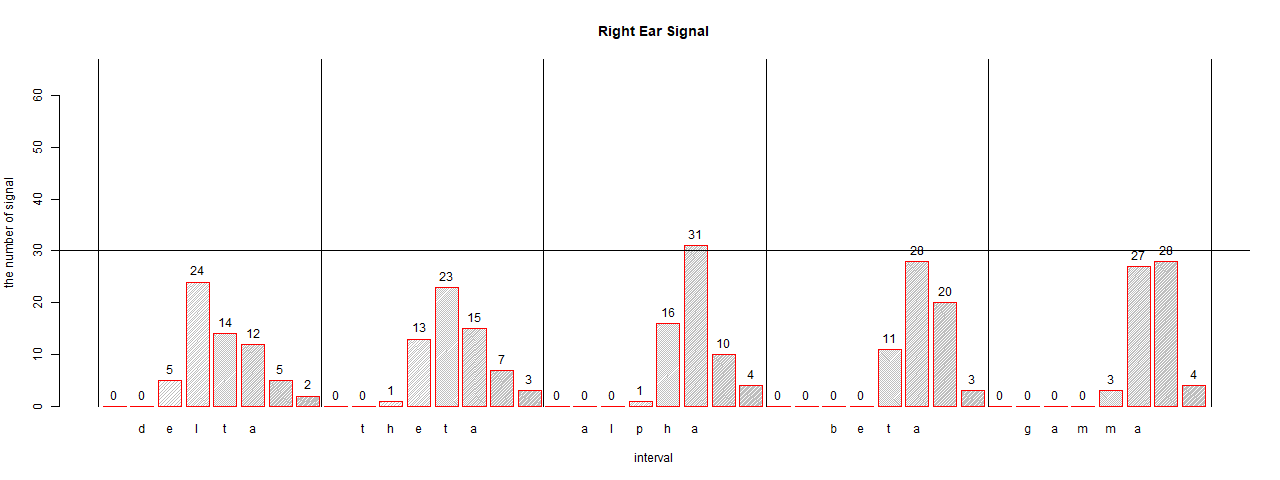 Right Ear Signal
the number of signal
60
50
40
30
20
10
0
0 0 5 24 14 12 5 2
0 0 1 13 23 15 7 3
0 0 0 1 16 31 10 4
0 0 0 0 11 28 20 3
0 0 0 0 3 27 28 4
d e l t a t h e t a a l p h a b e t a g a m m a
interval